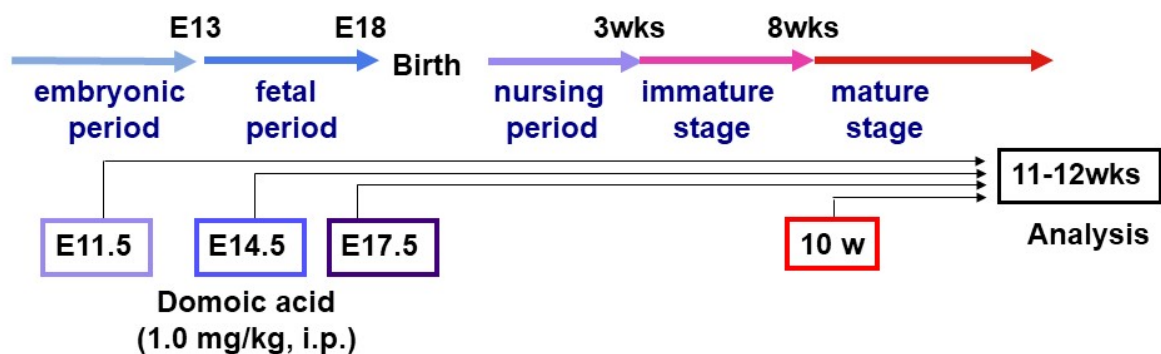 E13 E18 3wks 8wks
Birth
embryonic fetal nursing immature mature
period period period stage stage
11-12wks
E11.5 E14.5 E17.5 10 w
Analysis
Domoic acid
(1.0 mg/kg, i.p.)